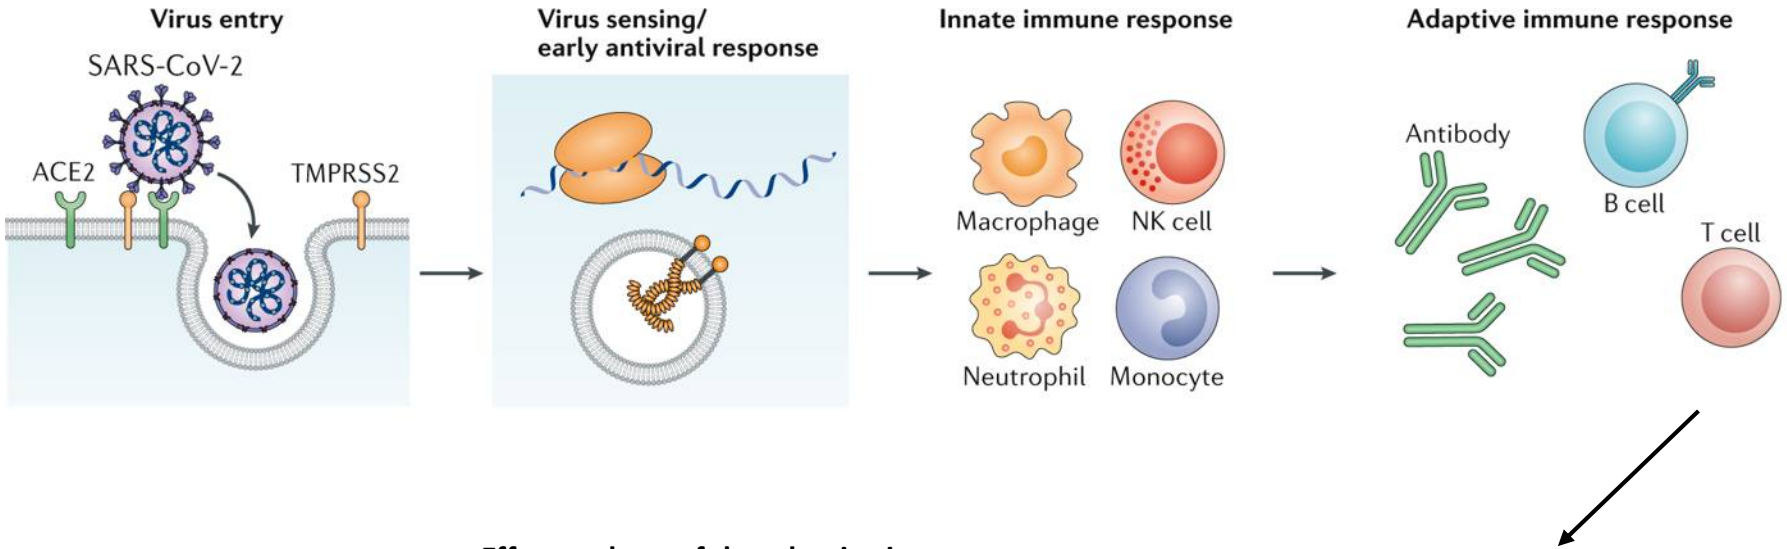 Virus entry
SARS-CoV-2
ACE2
TMPRSS2
Virus sensing/
early antiviral response
Innate immune response
Macrophage
NK cell
Neutrophil
Monocyte
Adaptive immune response
Antibody
B cell
T cell